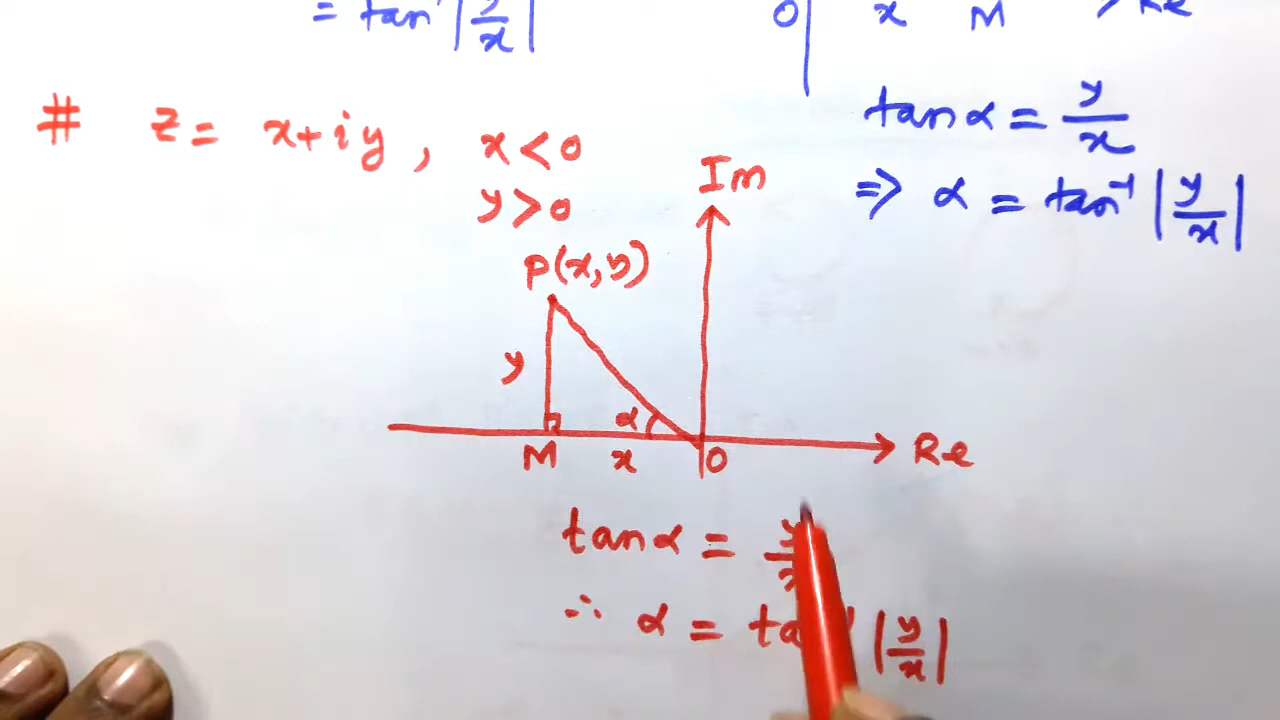 = tan⁻¹ |y/x|
O x M → Re
tan α = y/x
⇒ α = tan⁻¹ |y/x|
# z = x+iy, x<0
y>0
Im
P(x,y)
y
α
M x O
Re
tan α = y
∴ α = |y/x|